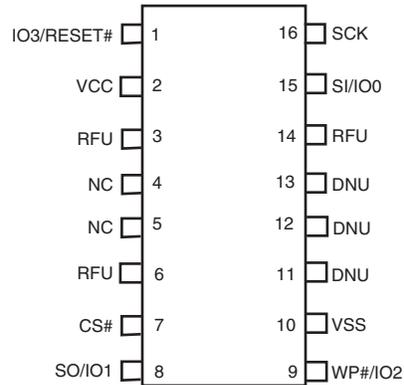 IO3/RESET# 1 16 SCK
VCC 2 15 SI/IO0
RFU 3 14 RFU
NC 4 13 DNU
NC 5 12 DNU
RFU 6 11 DNU
CS# 7 10 VSS
SO/IO1 8 9 WP#/IO2